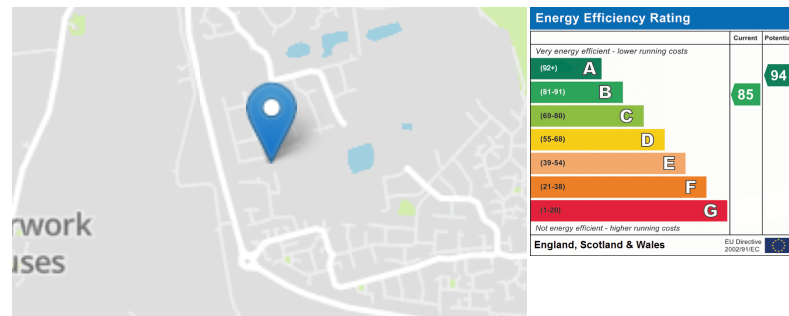 rwork
uses
Energy Efficiency Rating
Current Potentia
Very energy efficient - lower running costs
(92+) A
(81-91) B
(69-80) C
(55-68) D
(39-54) E
(21-38) F
(1-20) G
85
94
Not energy efficient - higher running costs
England, Scotland & Wales
EU Directive
2002/91/EC